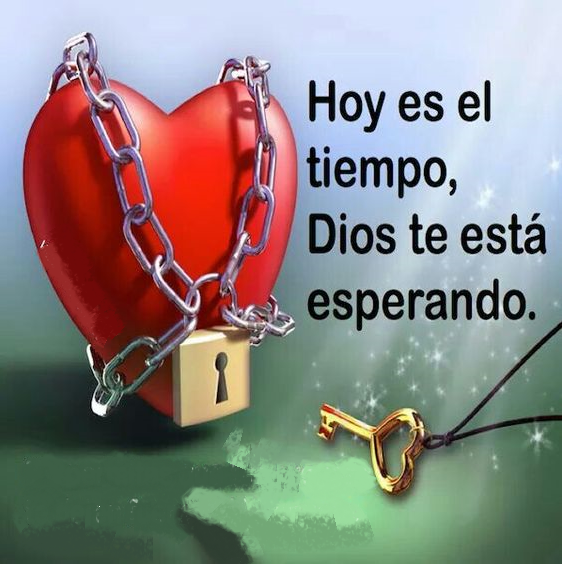 Hoy es el
tiempo,
Dios te está
esperando.